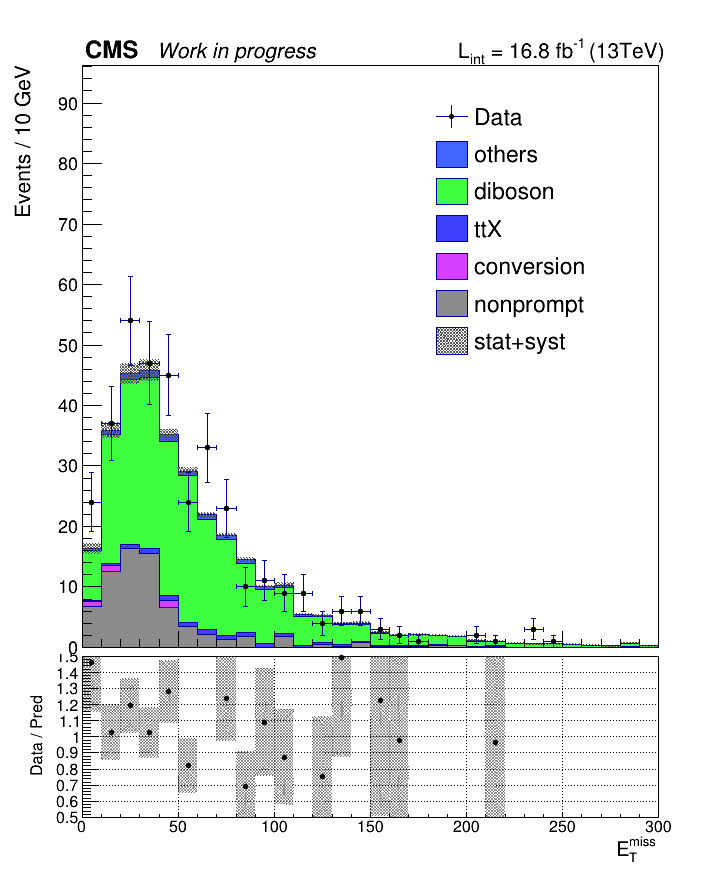 CMS Work in progress L_int = 16.8 fb^-1 (13TeV)
Events / 10 GeV
90
80
70
60
50
40
30
20
10
0
Data
others
diboson
ttX
conversion
nonprompt
stat+syst
Data / Pred
1.5
1.4
1.3
1.2
1.1
1
0.9
0.8
0.7
0.6
0.5
0 50 100 150 200 250 300
E_T^miss